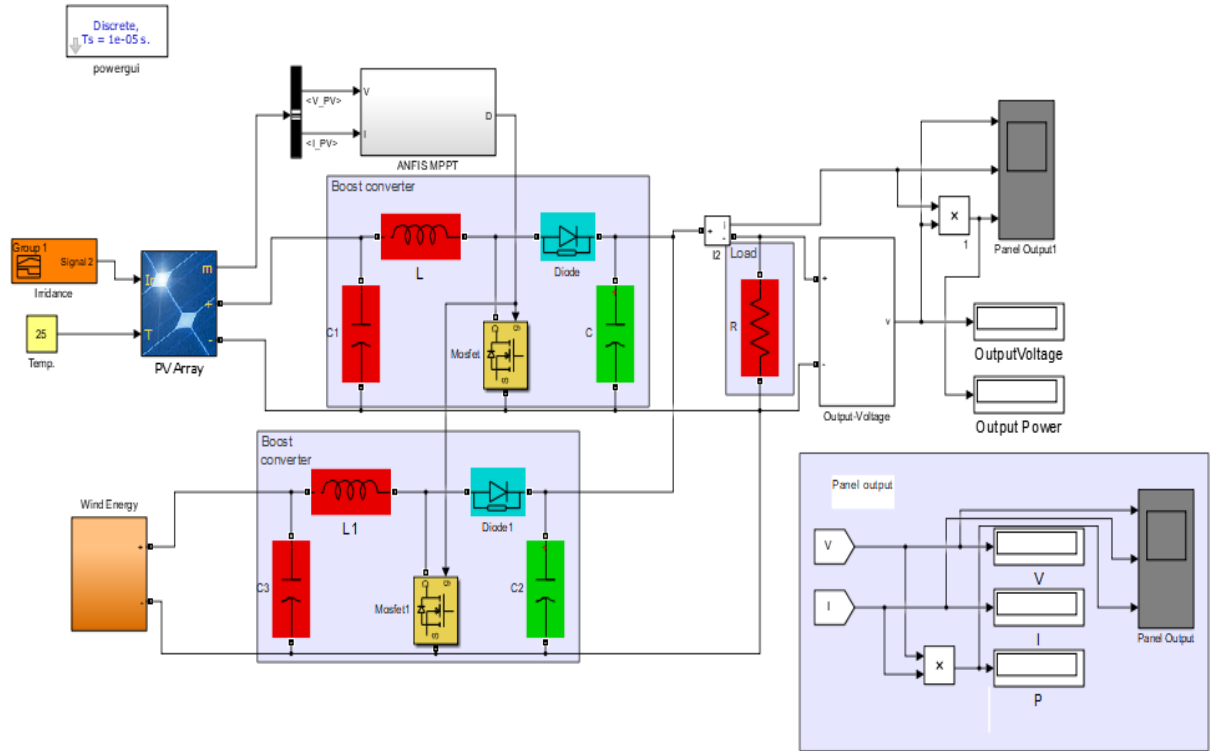 Discrete,
Ts = 1e-05 s.
powergui
<V_PV>
<I_PV>
V
I
D
ANFIS MPPT
Boost converter
L
Diode
C1
Mosfet
g
S
C
Group 1
Signal 2
Irridance
25
Temp.
Ir
T
m
+
-
PV Array
+
I
-
I2
Load
R
+
-
v
Output-Voltage
×
1
Panel Output1
OutputVoltage
Output Power
Boost
converter
L1
Diode1
C3
Mosfet1
g
S
C2
Wind Energy
+
-
Panel output
V
I
×
V
I
P
Panel Output